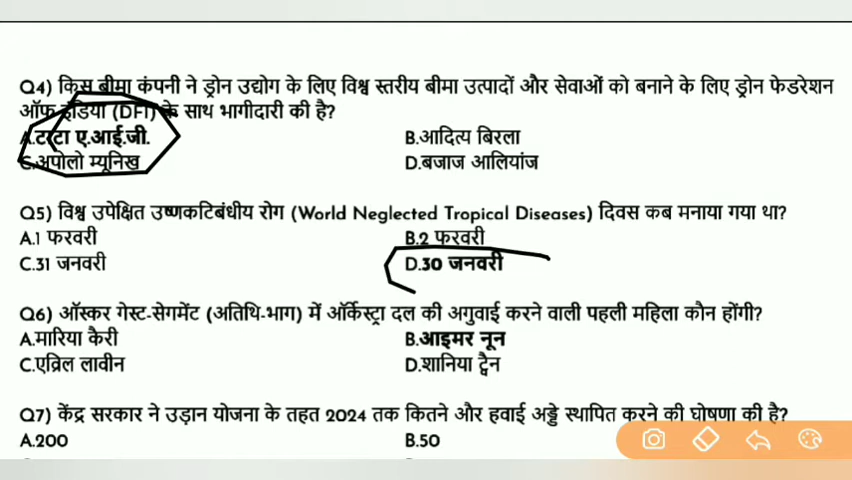 Q4) किस बीमा कंपनी ने ड्रोन उद्योग के लिए विश्व स्तरीय बीमा उत्पादों और सेवाओं को बनाने के लिए ड्रोन फेडरेशन
ऑफ इंडिया (DFI) के साथ भागीदारी की है?
A.टाटा ए.आई.जी. B.आदित्य बिरला
C.अपोलो म्यूनिख D.बजाज आलियांज
Q5) विश्व उपेक्षित उष्णकटिबंधीय रोग (World Neglected Tropical Diseases) दिवस कब मनाया गया था?
A.1 फरवरी B.2 फरवरी
C.31 जनवरी D.30 जनवरी
Q6) ऑस्कर गेस्ट-सेगमेंट (अतिथि-भाग) में ऑर्केस्ट्रा दल की अगुवाई करने वाली पहली महिला कौन होंगी?
A.मारिया कैरी B.आइमर नून
C.एव्रिल लावीन D.शानिया ट्वैन
Q7) केंद्र सरकार ने उड़ान योजना के तहत 2024 तक कितने और हवाई अड्डे स्थापित करने की घोषणा की है?
A.200 B.50